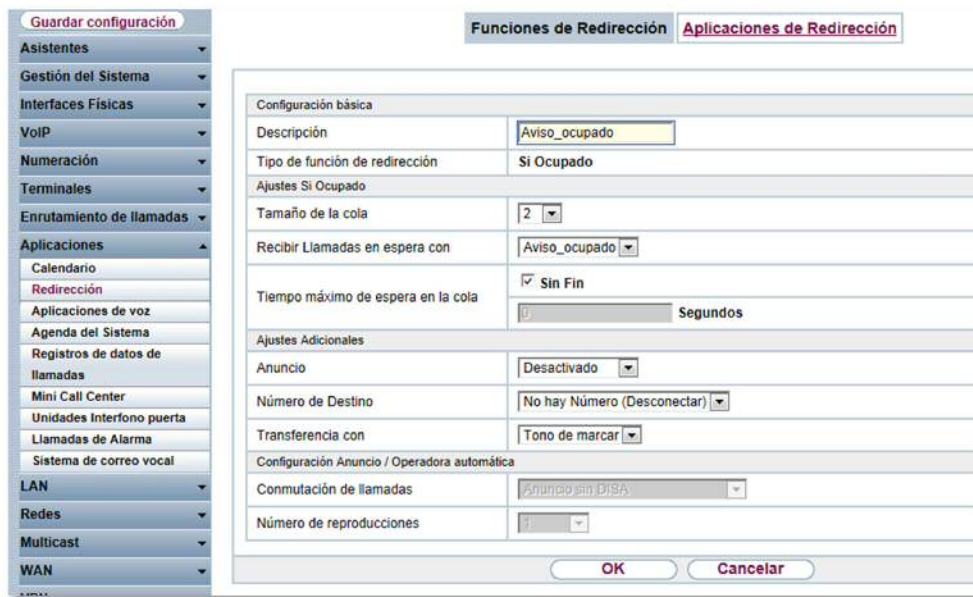 Guardar configuración
Asistentes
Gestión del Sistema
Interfaces Físicas
VoIP
Numeración
Terminales
Enrutamiento de llamadas
Aplicaciones
Calendario
Redirección
Aplicaciones de voz
Agenda del Sistema
Registros de datos de
llamadas
Mini Call Center
Unidades Interfono puerta
Llamadas de Alarma
Sistema de correo vocal
LAN
Redes
Multicast
WAN
Funciones de Redirección Aplicaciones de Redirección
Configuración básica
Descripción Aviso_ocupado
Tipo de función de redirección Si Ocupado
Ajustes Si Ocupado
Tamaño de la cola 2
Recibir Llamadas en espera con Aviso_ocupado
Tiempo máximo de espera en la cola Sin Fin
0 Segundos
Ajustes Adicionales
Anuncio Desactivado
Número de Destino No hay Número (Desconectar)
Transferencia con Tono de marcar
Configuración Anuncio / Operadora automática
Conmutación de llamadas Anuncio sin DISA
Número de reproducciones 1
OK Cancelar